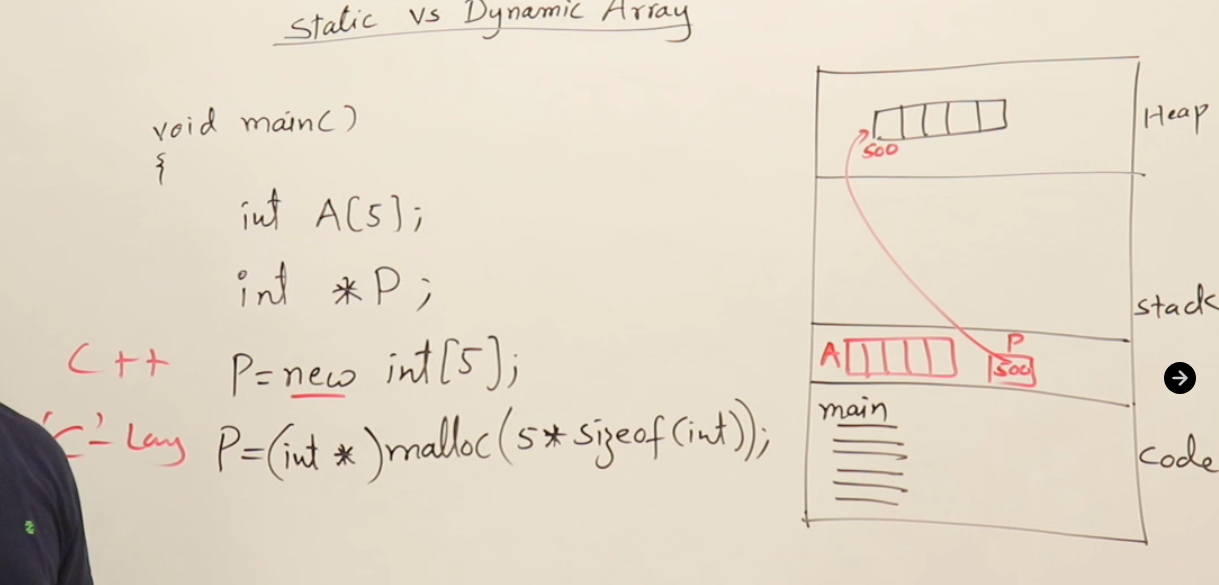 Static vs Dynamic Array
void main()
{
int A[5];
int *P;
C++ P=new int[5];
'C'-Lang P=(int *)malloc(5*sizeof(int));
Heap
500
stack
A
P
500
main
code